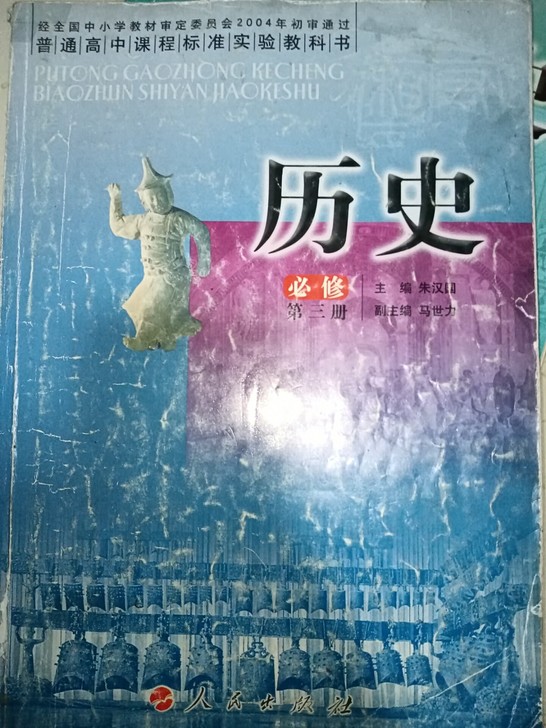 经全国中小学教材审定委员会2004年初审通过
普通高中课程标准实验教科书
PUTONG GAOZHONG KECHENG
BIAOZHUN SHIYAN JIAOKESHU
历史
必修
第三册
主 编 朱汉国
副主编 马世力
人民出版社